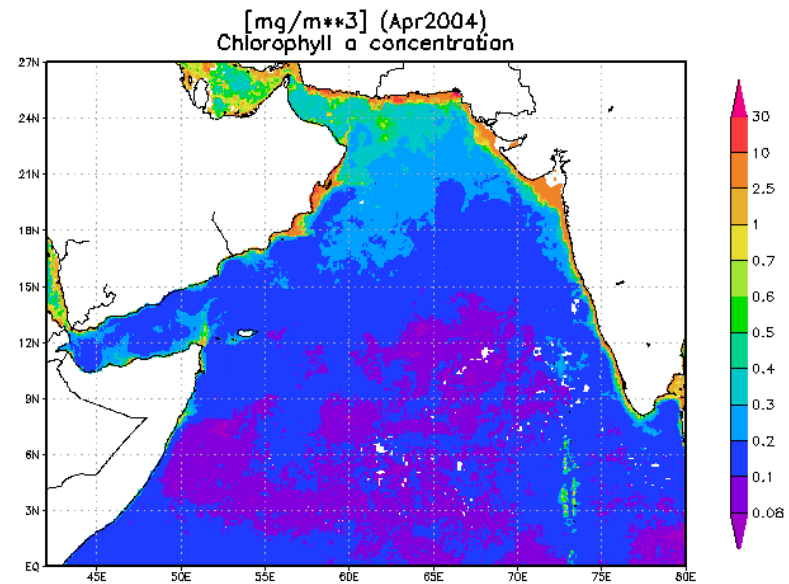 [mg/m**3] (Apr2004)
Chlorophyll a concentration
27N
24N
21N
18N
15N
12N
9N
6N
3N
EQ
45E
50E
55E
60E
65E
70E
75E
80E
30
10
2.5
1
0.7
0.6
0.5
0.4
0.3
0.2
0.1
0.08